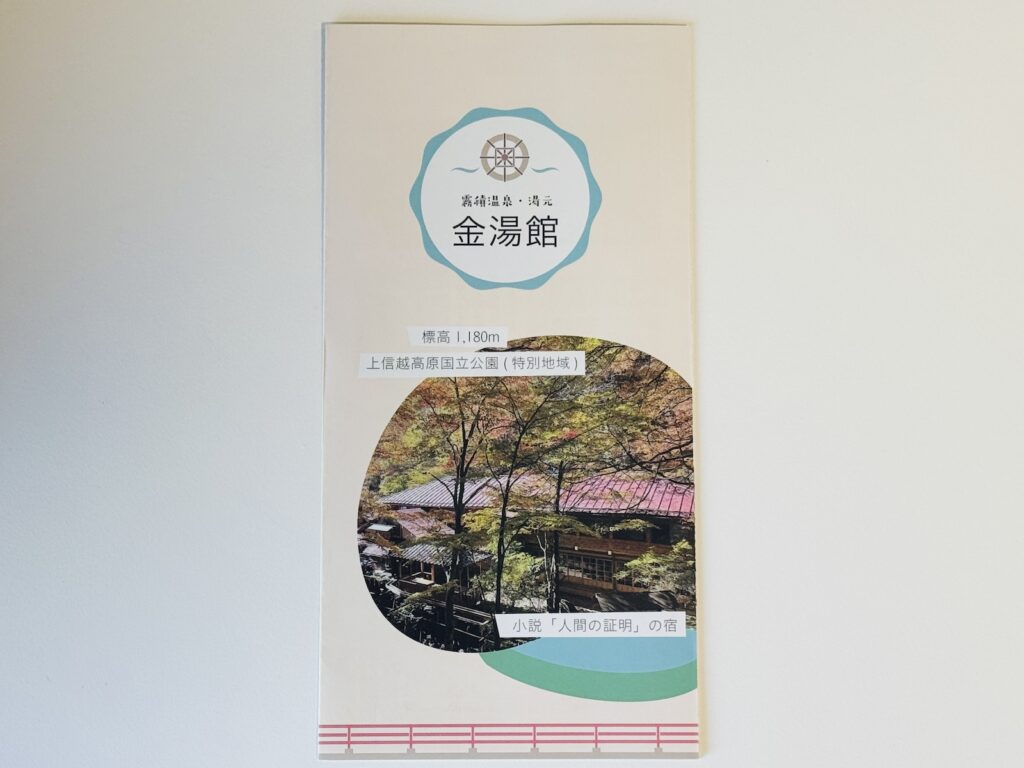 霧積温泉・湯元
金湯館
標高 1,180m
上信越高原国立公園 ( 特別地域 )
小説「人間の証明」の宿